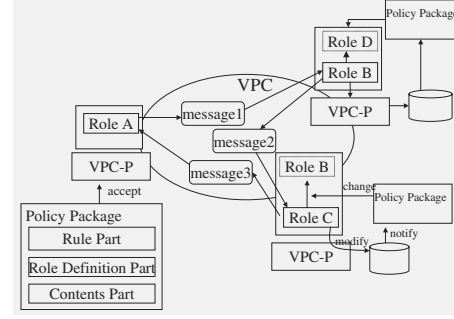 Policy Package
Role D
Role B
VPC
message1
Role A
VPC-P
message2
VPC-P
message3
Role B
accept
change
Policy Package
Policy Package
Role C
Rule Part
modify
notify
Role Definition Part
VPC-P
Contents Part